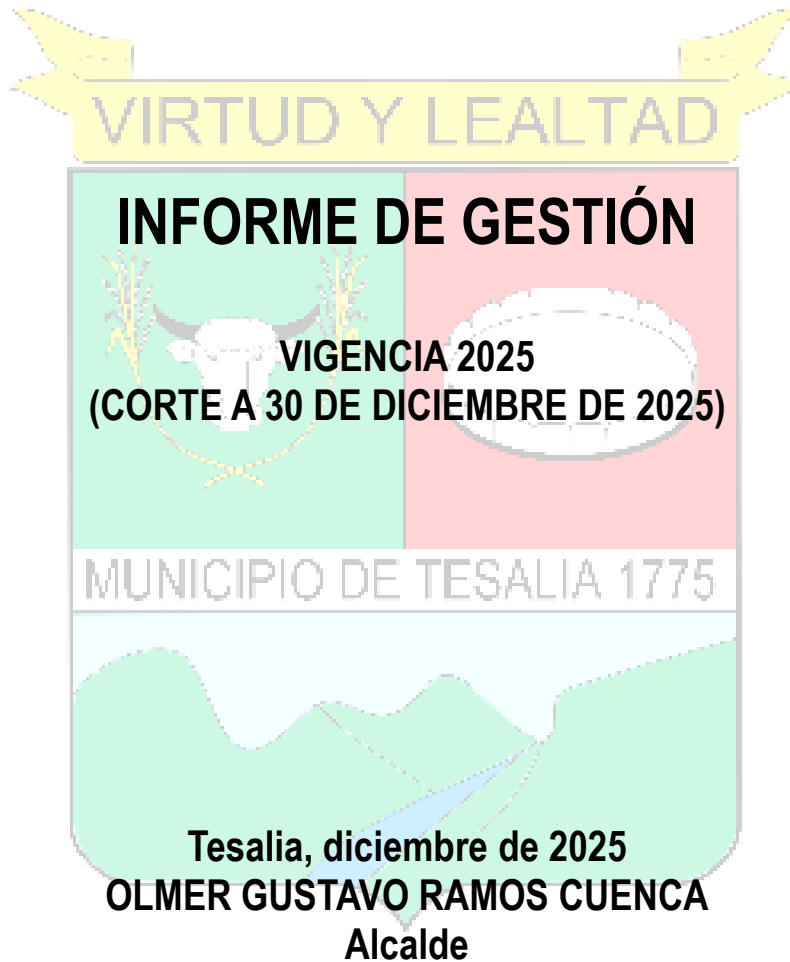 VIRTUD Y LEALTAD
INFORME DE GESTIÓN
VIGENCIA 2025
(CORTE A 30 DE DICIEMBRE DE 2025)
MUNICIPIO DE TESALIA 1775
Tesalia, diciembre de 2025
OLMER GUSTAVO RAMOS CUENCA
Alcalde